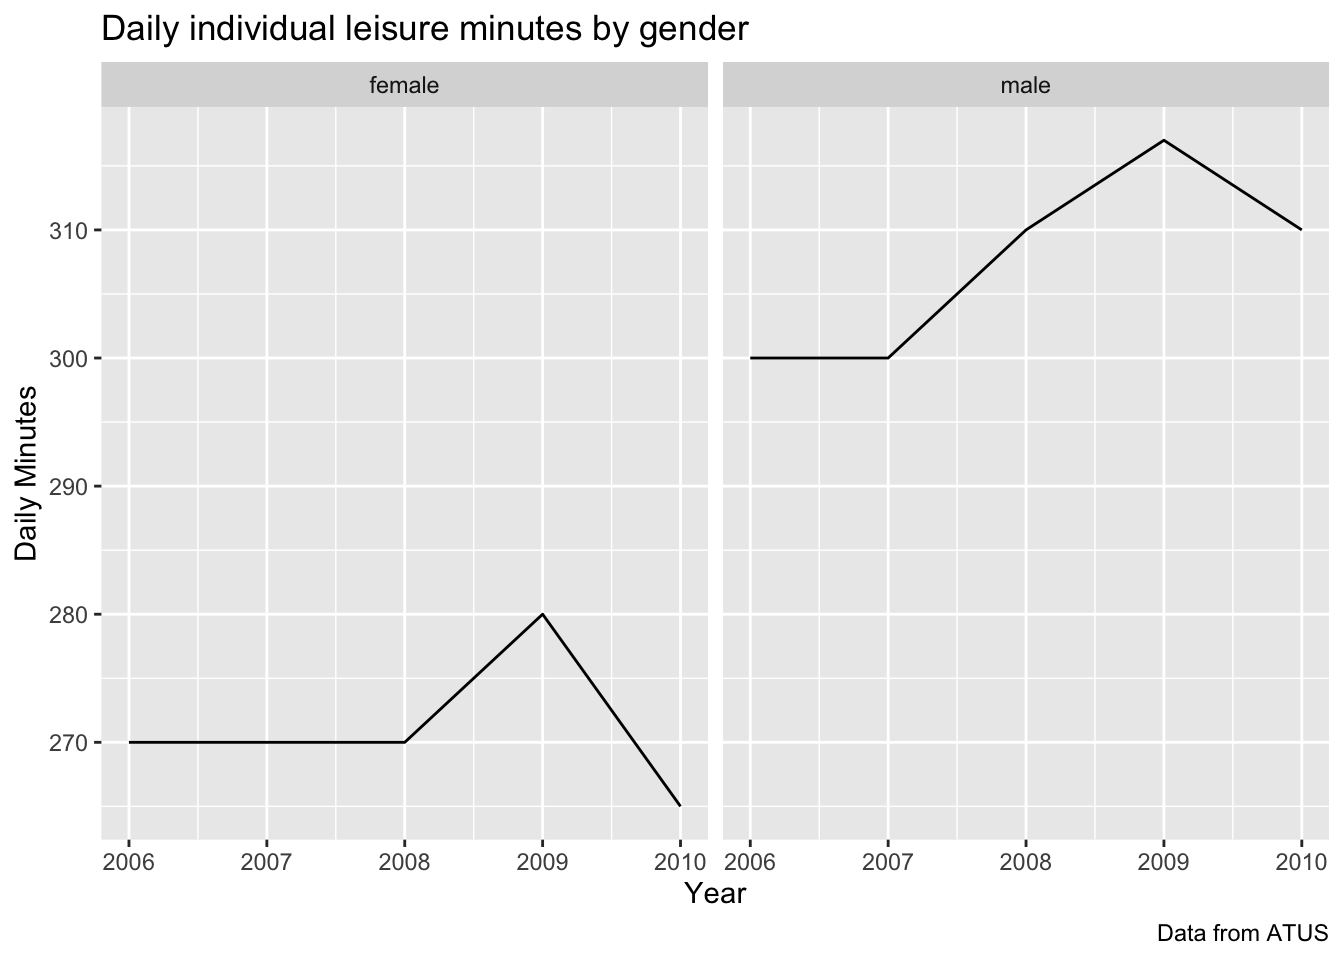 Daily individual leisure minutes by gender
female male
310
300
290
280
270
Daily Minutes
2006 2007 2008 2009 2010 2006 2007 2008 2009 2010
Year
Data from ATUS